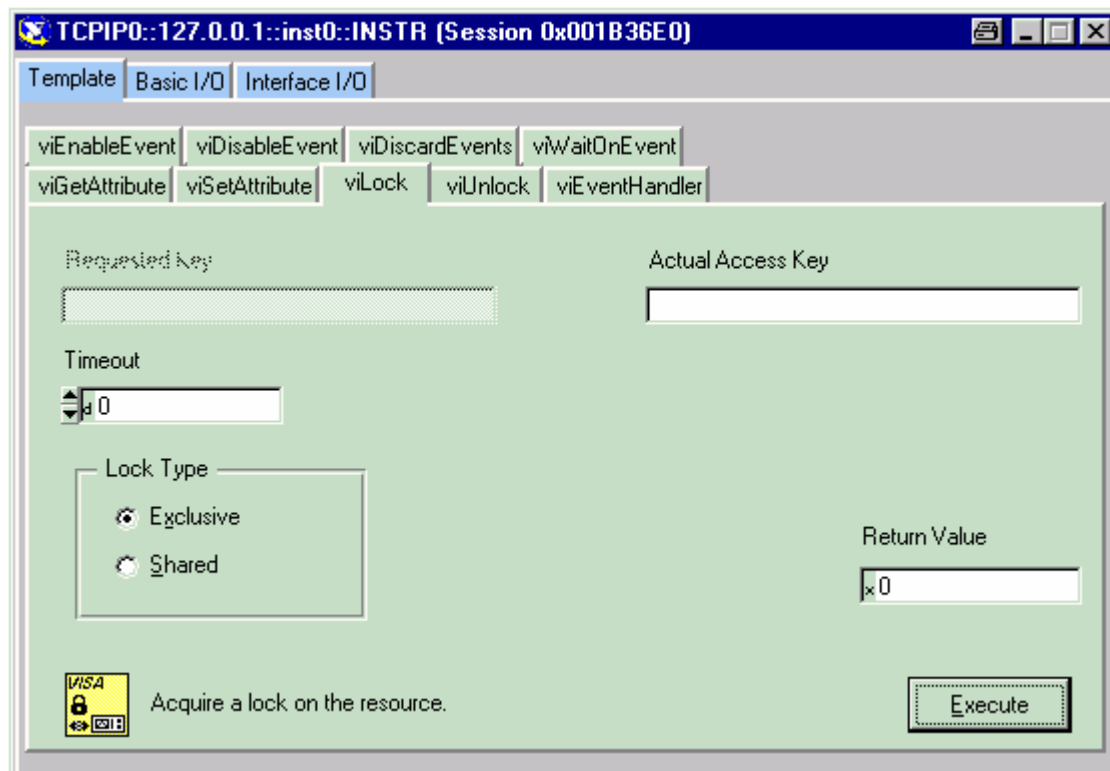 TCPIP0::127.0.0.1::inst0::INSTR (Session 0x001B36E0)
Template Basic I/O Interface I/O
viEnableEvent viDisableEvent viDiscardEvents viWaitOnEvent
viGetAttribute viSetAttribute viLock viUnlock viEventHandler
Requested Key Actual Access Key
Timeout
d 0
Lock Type
Exclusive
Shared
Return Value
x 0
VISA
Acquire a lock on the resource.
Execute